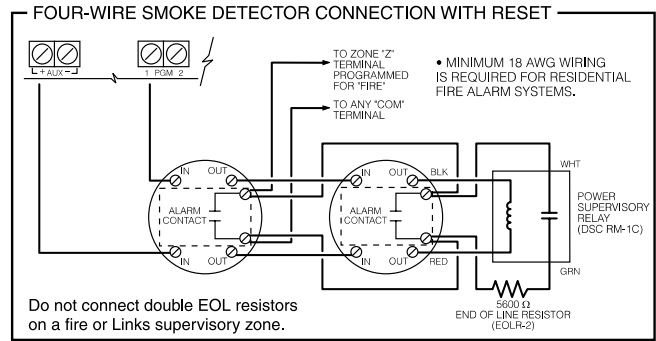 FOUR-WIRE SMOKE DETECTOR CONNECTION WITH RESET
+ AUX -
1 PGM 2
TO ZONE "Z"
TERMINAL
PROGRAMMED
FOR "FIRE"
TO ANY "COM"
TERMINAL
• MINIMUM 18 AWG WIRING
IS REQUIRED FOR RESIDENTIAL
FIRE ALARM SYSTEMS.
IN OUT
IN OUT
BLK
WHT
ALARM
CONTACT
ALARM
CONTACT
POWER
SUPERVISORY
RELAY
(DSC RM-1C)
IN OUT
IN OUT
RED
GRN
5600 Ω
END OF LINE RESISTOR
(EOLR-2)
Do not connect double EOL resistors
on a fire or Links supervisory zone.